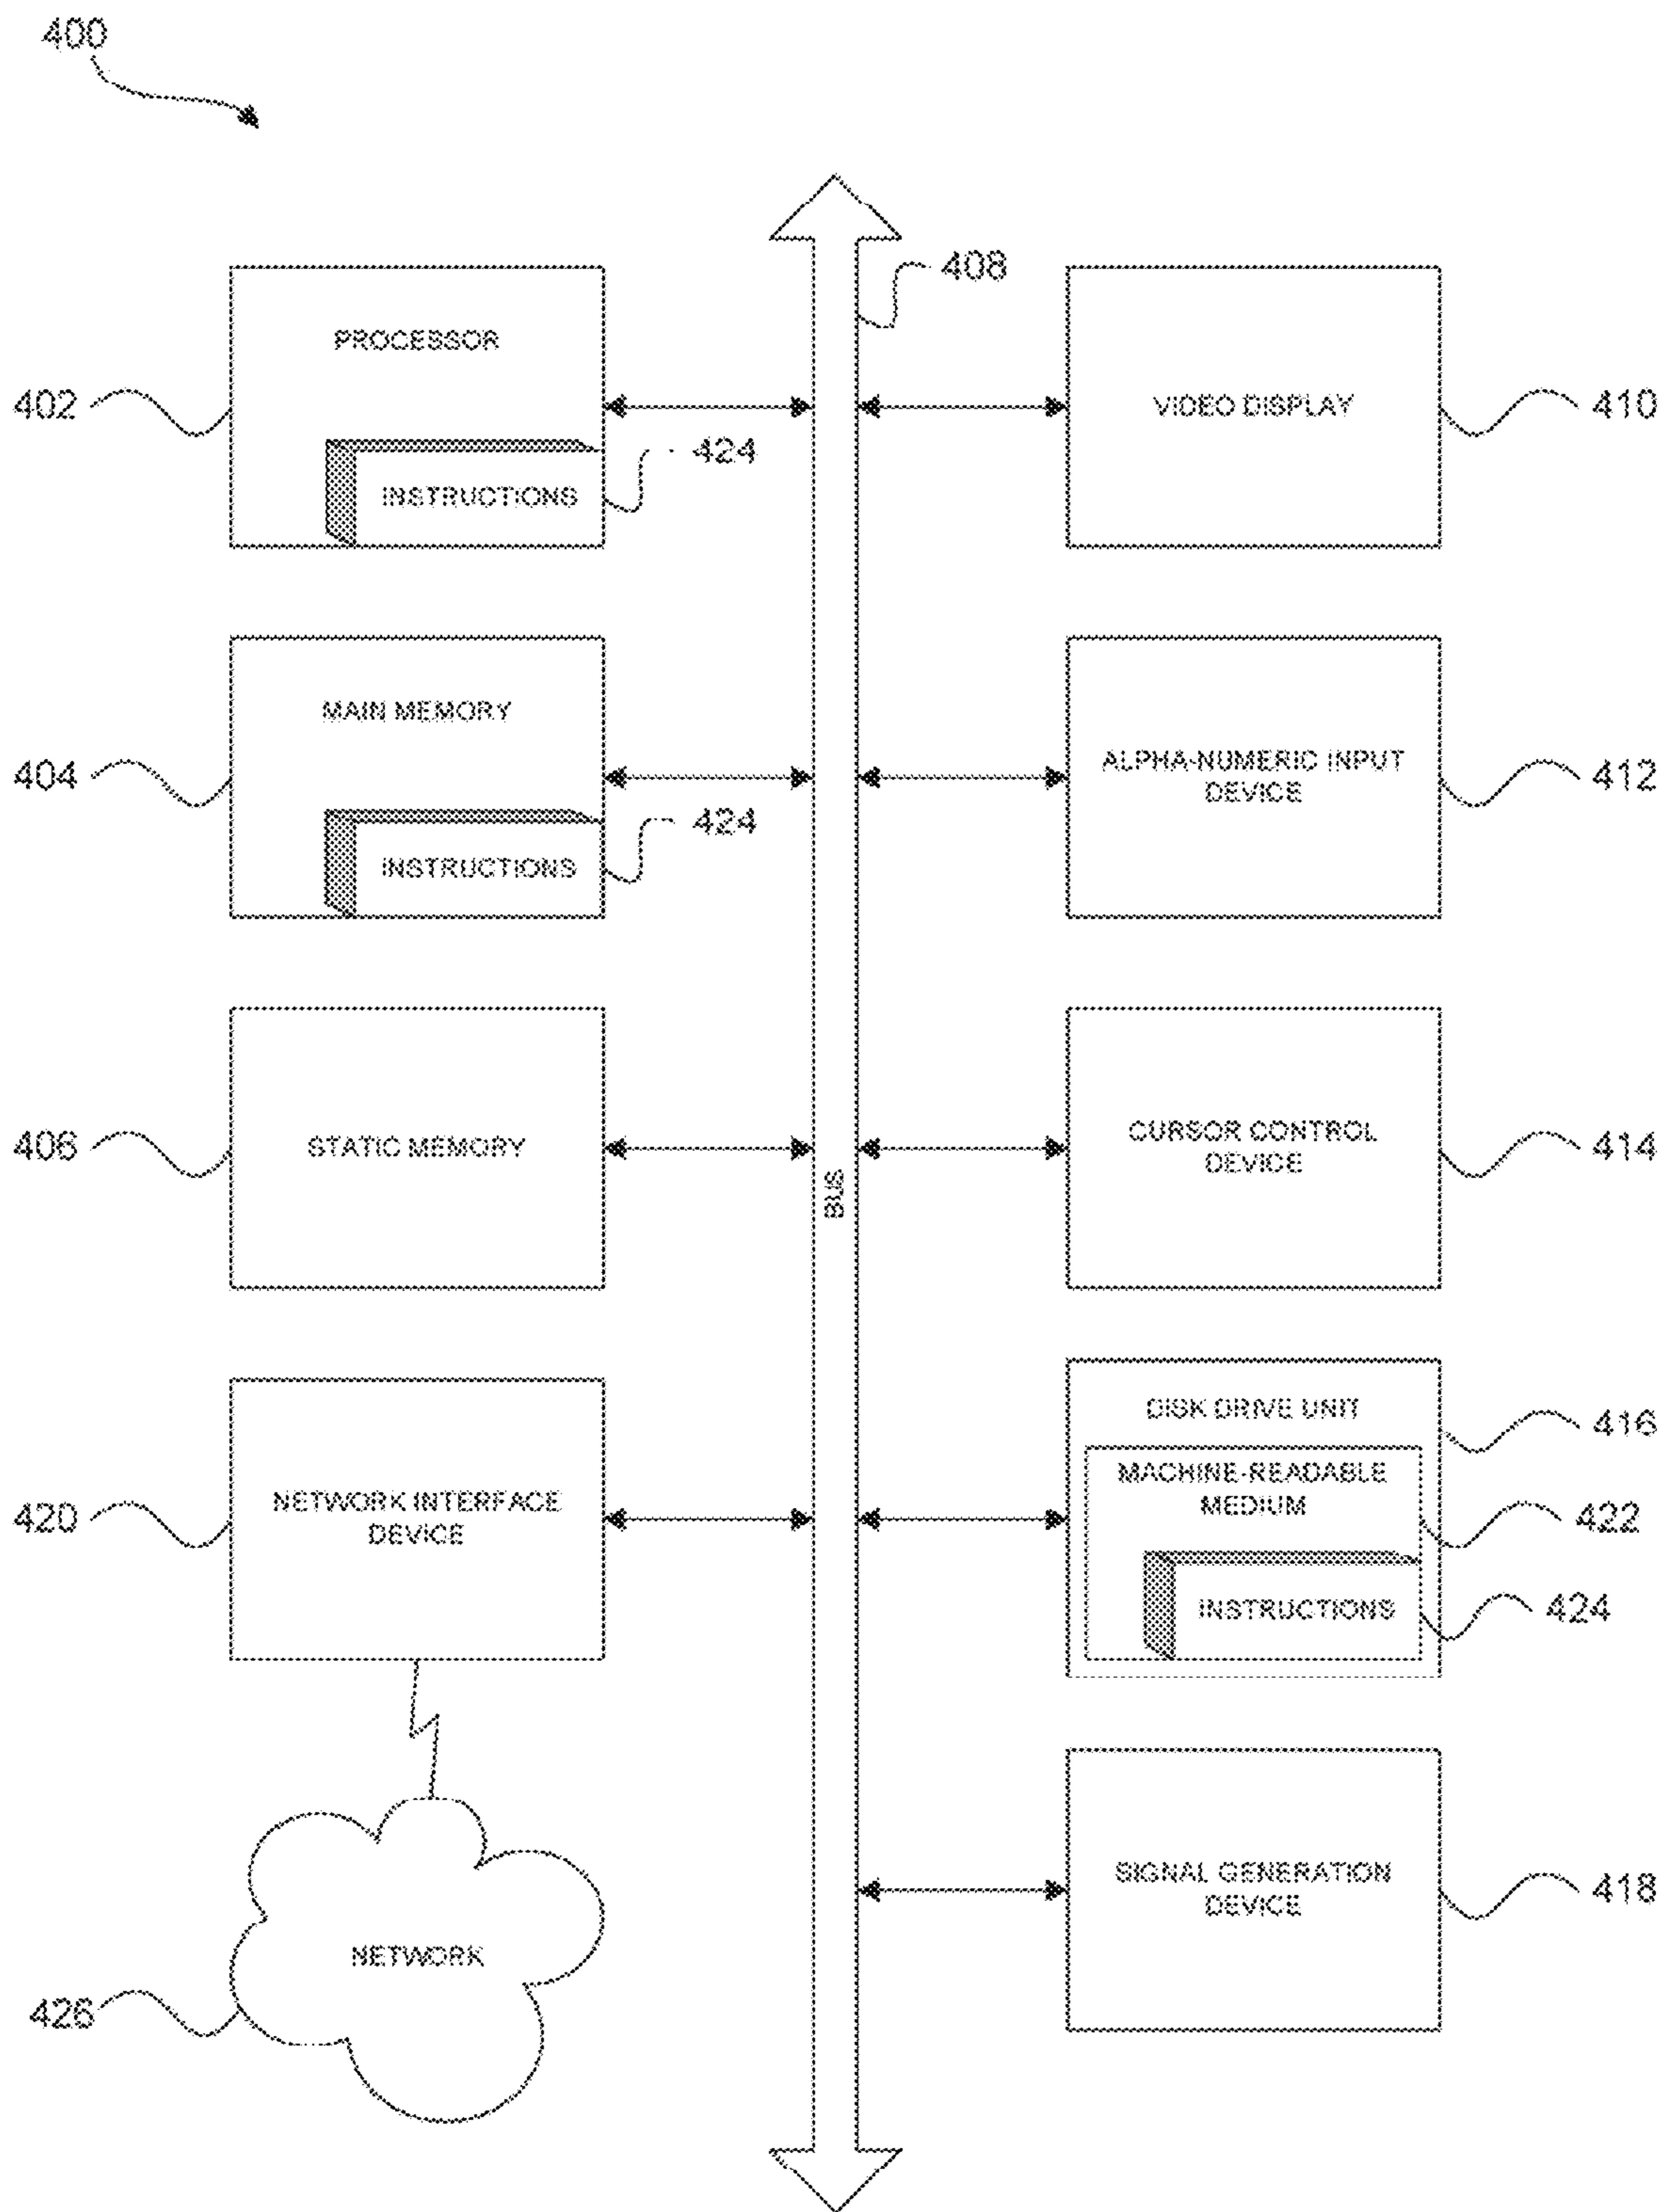 400
408
PROCESSOR
402
424
INSTRUCTIONS
VIDEO DISPLAY
410
MAIN MEMORY
404
424
INSTRUCTIONS
ALPHA-NUMERIC INPUT
DEVICE
412
STATIC MEMORY
406
BUS
CURSOR CONTROL
DEVICE
414
NETWORK INTERFACE
DEVICE
420
DISK DRIVE UNIT
416
MACHINE-READABLE
MEDIUM
422
INSTRUCTIONS
424
SIGNAL GENERATION
DEVICE
418
NETWORK
426